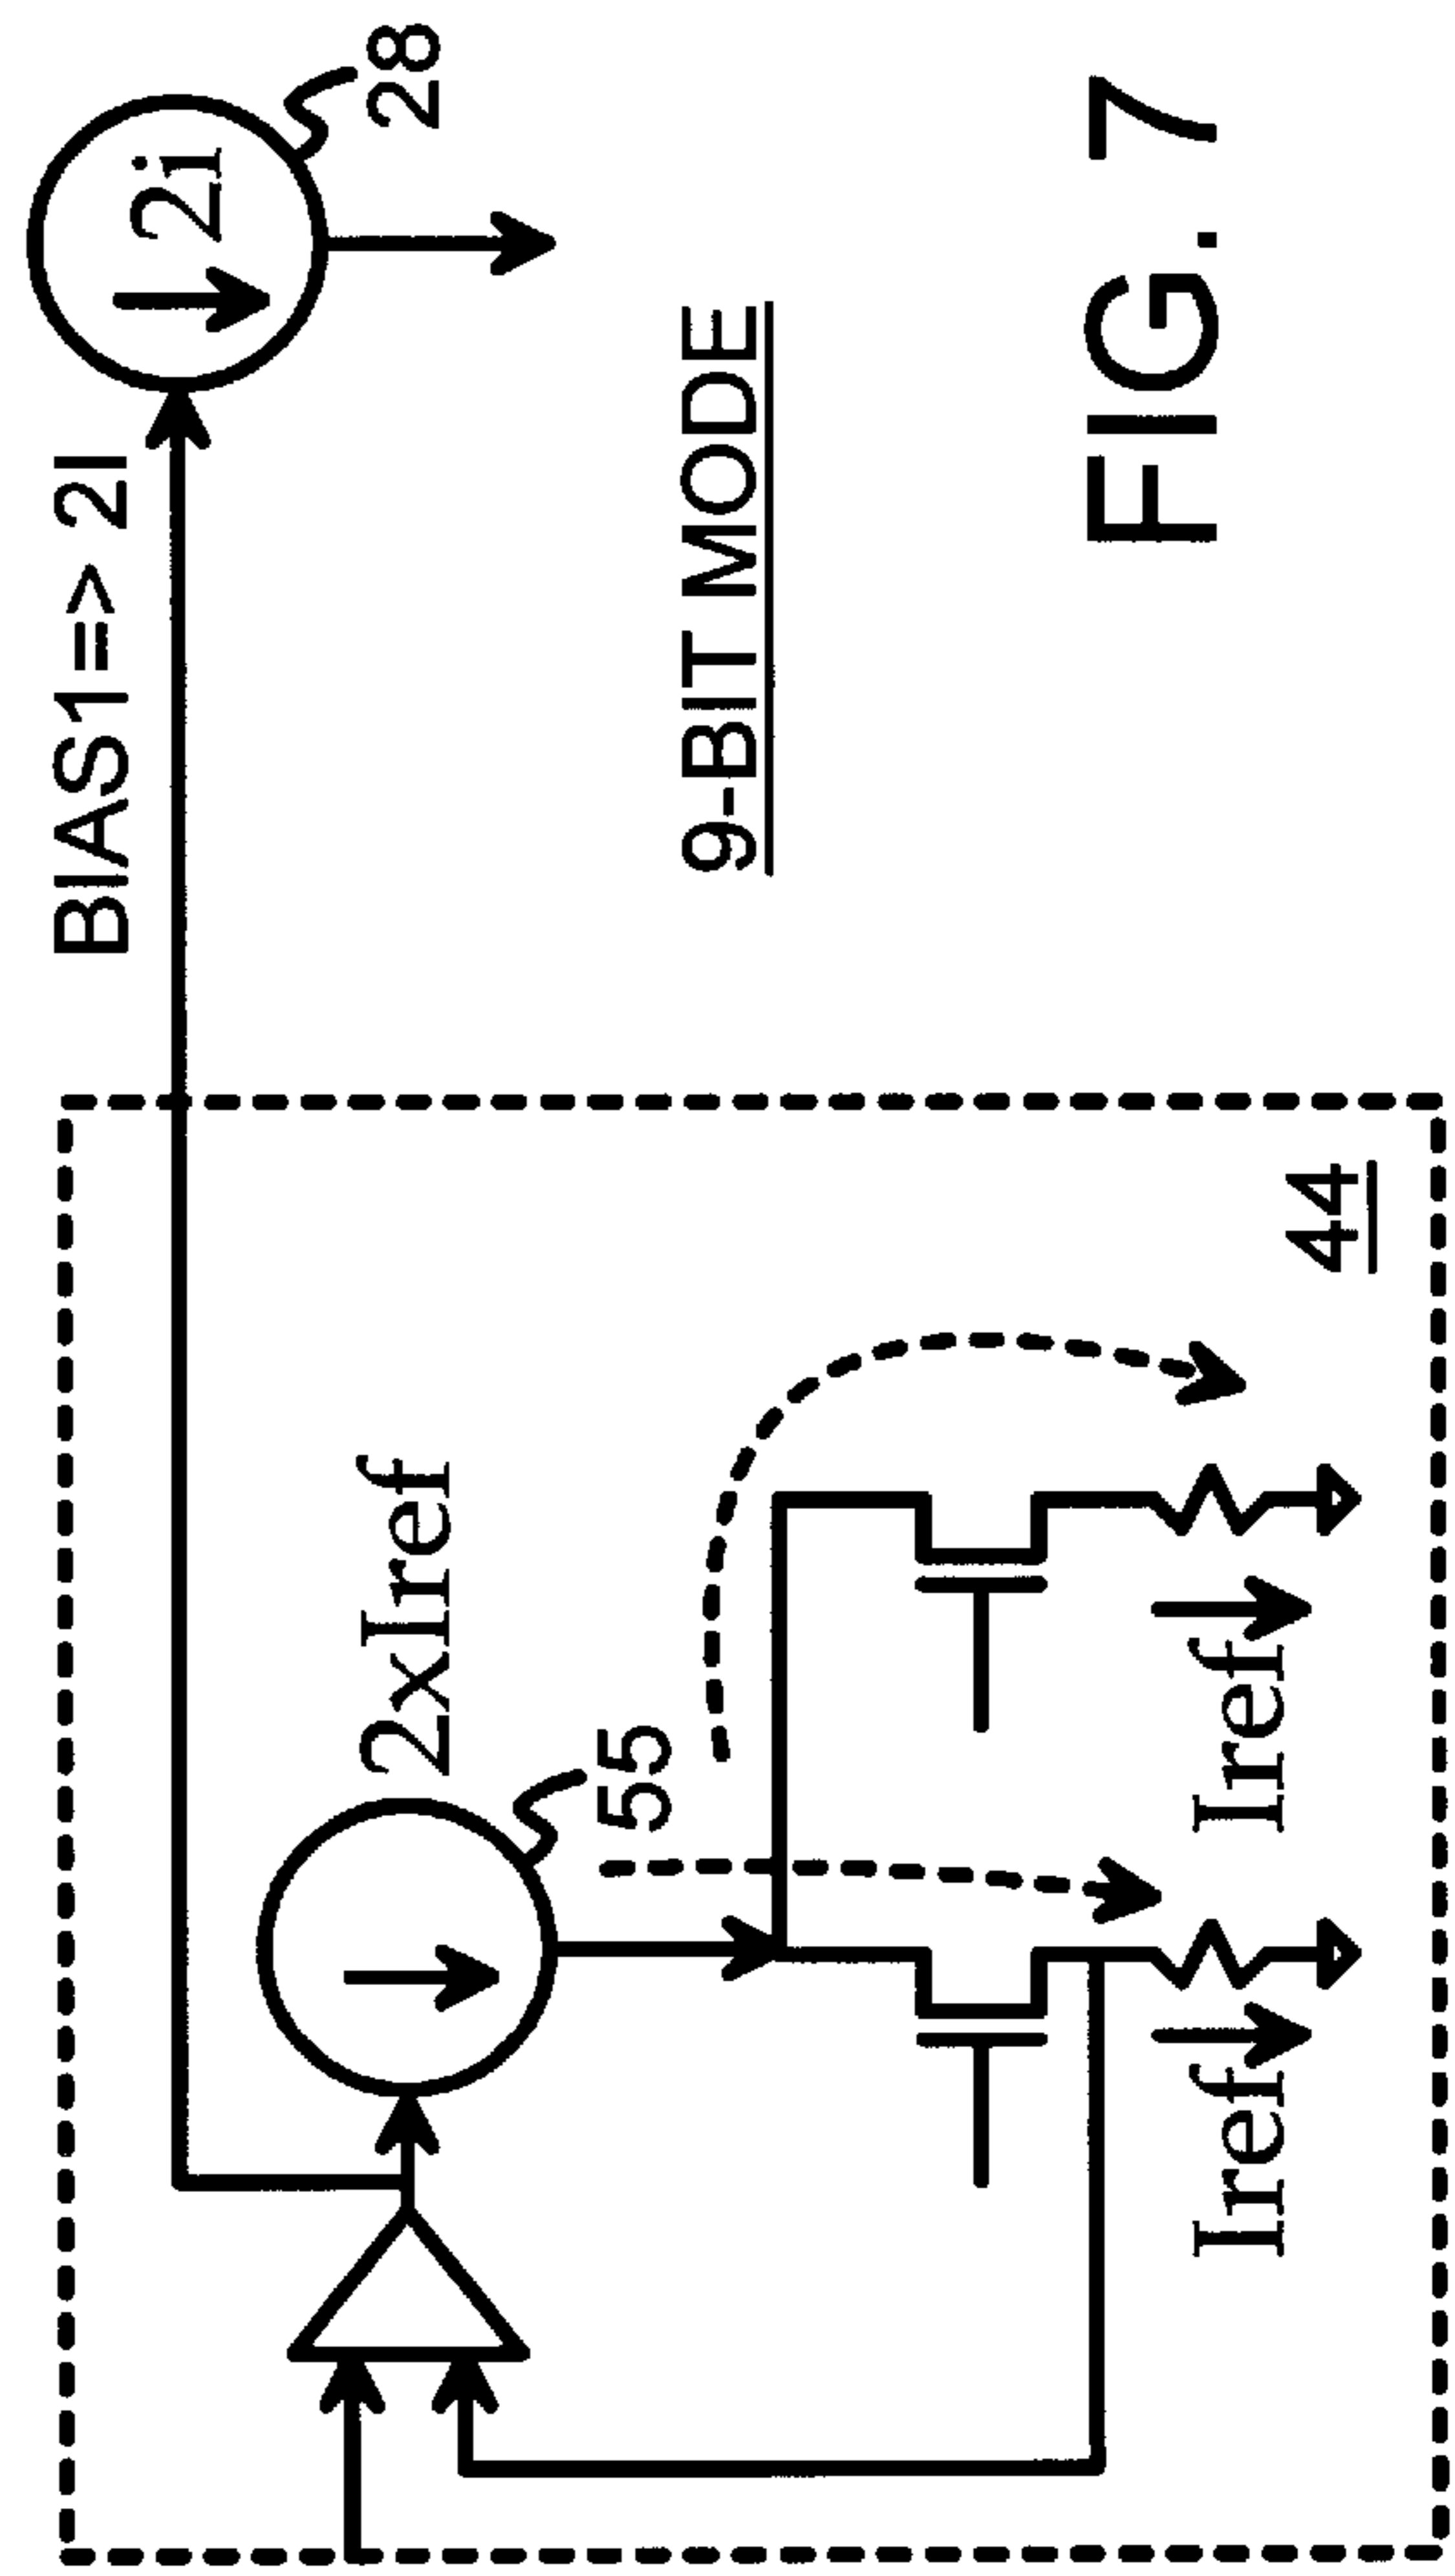 BIAS1=> 2I
2i
28
2xIref
55
9-BIT MODE
Iref
Iref
44
FIG. 7